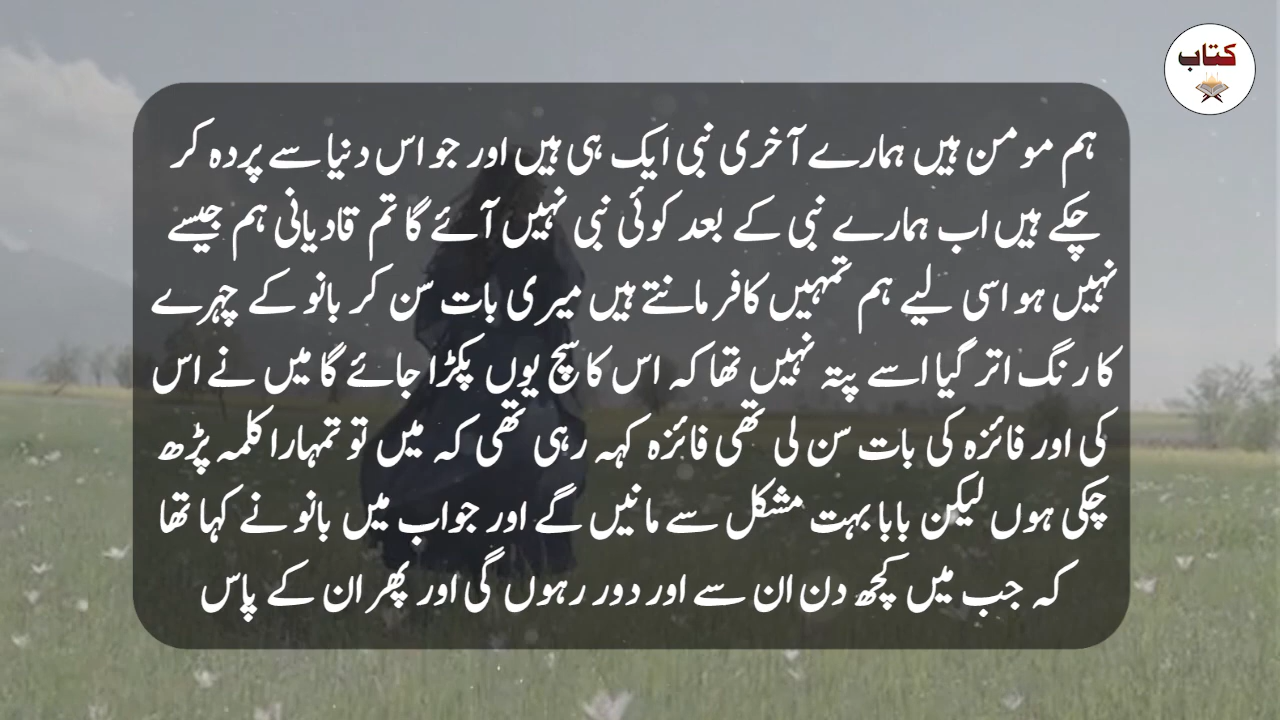 کتاب
ہم مومن ہیں ہمارے آخری نبی ایک ہی ہیں اور جو اس دنیا سے پردہ کر
چکے ہیں اب ہمارے نبی کے بعد کوئی نبی نہیں آئے گا تم قادیانی ہم جیسے
نہیں ہو اسی لیے ہم تمہیں کافر مانتے ہیں میری بات سن کر بانو کے چہرے
کا رنگ اتر گیا اسے پتہ نہیں تھا کہ اس کا سچ یوں پکڑا جائے گا میں نے اس
کی اور فائزہ کی بات سن لی تھی فائزہ کہہ رہی تھی کہ میں تو تمہارا کلمہ پڑھ
چکی ہوں لیکن بابا بہت مشکل سے مانیں گے اور جواب میں بانو نے کہا تھا
کہ جب میں کچھ دن ان سے اور دور رہوں گی اور پھر ان کے پاس